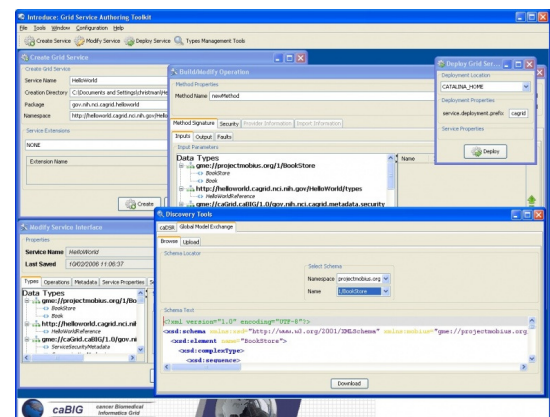 Introduce: Grid Service Authoring Toolkit
File Tools Window Configuration Help
Create Service Modify Service Deploy Service Types Management Tools
Create Grid Service
Create Grid Service
Service Name HelloWorld
Creation Directory C:\Documents and Settings\christman\He
Package gov.nih.nci.cagrid.helloworld
Namespace http://helloworld.cagrid.nci.nih.gov/Hello
Service Extensions
NONE
Extension Name
Create
Build/Modify Operation
Method Properties
Method Name newMethod
Method Signature Security Provider Information Import Information
Inputs Output Faults
Input Parameters
Data Types
gme://projectmobius.org/1/BookStore
BookStore
Book
http://helloworld.cagrid.nci.nih.gov/HelloWorld/types
HelloWorldReference
gme://caGrid.caBIG/1.0/gov.nih.nci.cagrid.metadata.security
Name
Deploy Grid Ser...
Deployment Location
CATALINA_HOME
Deployment Properties
service.deployment.prefix cagrid
Service Properties
Deploy
Modify Service Interface
Properties
Service Name HelloWorld
Last Saved 10/02/2006 11:06:37
Types Operations Metadata Service Properties
Data Types
gme://projectmobius.org/1/Bo
BookStore
Book
http://helloworld.cagrid.nci.nih
HelloWorldReference
gme://caGrid.caBIG/1.0/gov.ni
ServiceSecurityMetadata
Discovery Tools
caDSR Global Model Exchange
Browse Upload
Schema Locator
Select Schema
Namespace projectmobius.org
Name 1/BookStore
Schema Text
<?xml version="1.0" encoding="UTF-8"?>
<xsd:schema xmlns:xsd="http://www.w3.org/2001/XMLSchema" xmlns:mobius="gme://projectmobius.org
<xsd:element name="BookStore">
<xsd:complexType>
<xsd:sequence>
Download
caBIG cancer Biomedical
Informatics Grid